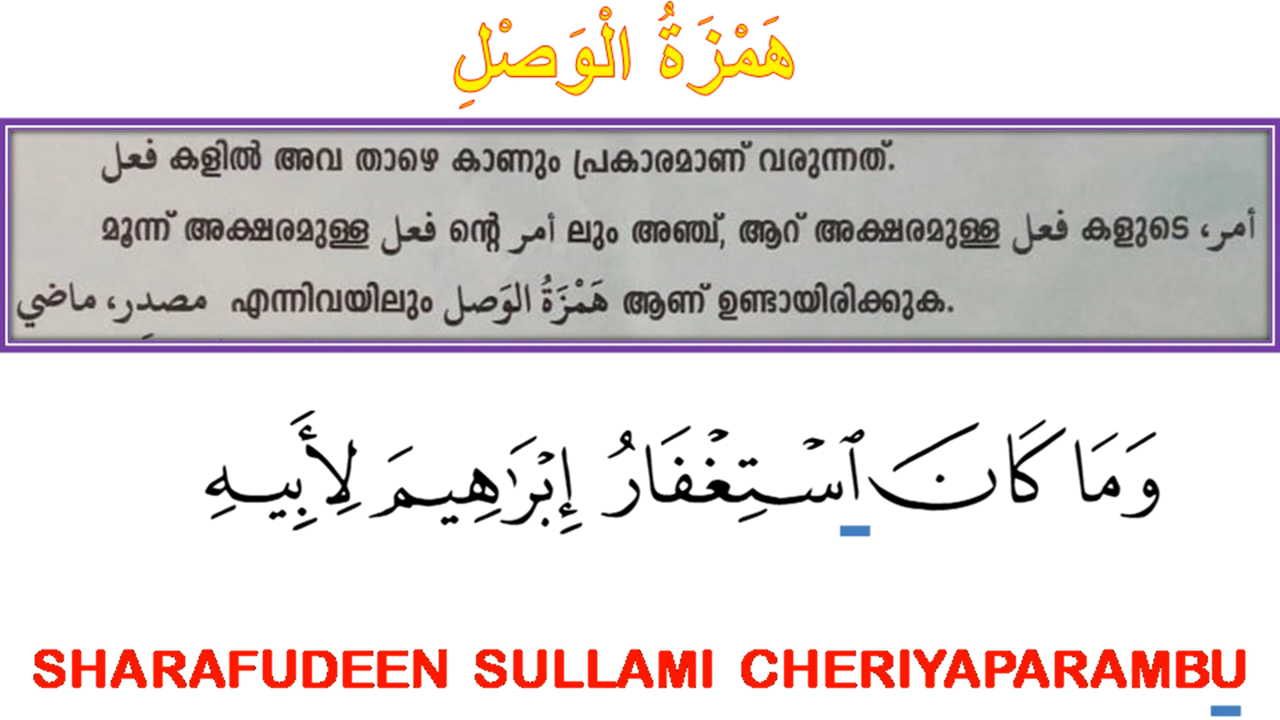 هَمْزَةُ الْوَصْلِ
فعل കളിൽ അവ താഴെ കാണും പ്രകാരമാണ് വരുന്നത്.
മൂന്ന് അക്ഷരമുള്ള فعل ന്റെ أمر ലും അഞ്ച്, ആറ് അക്ഷരമുള്ള فعل കളുടെ أمر،
مصدِر، ماضي എന്നിവയിലും هَمْزَةُ الوَصل ആണ് ഉണ്ടായിരിക്കുക.
وَمَا كَانَ ٱسْتِغْفَارُ إِبْرَٰهِيمَ لِأَبِيهِ
SHARAFUDEEN SULLAMI CHERIYAPARAMBU